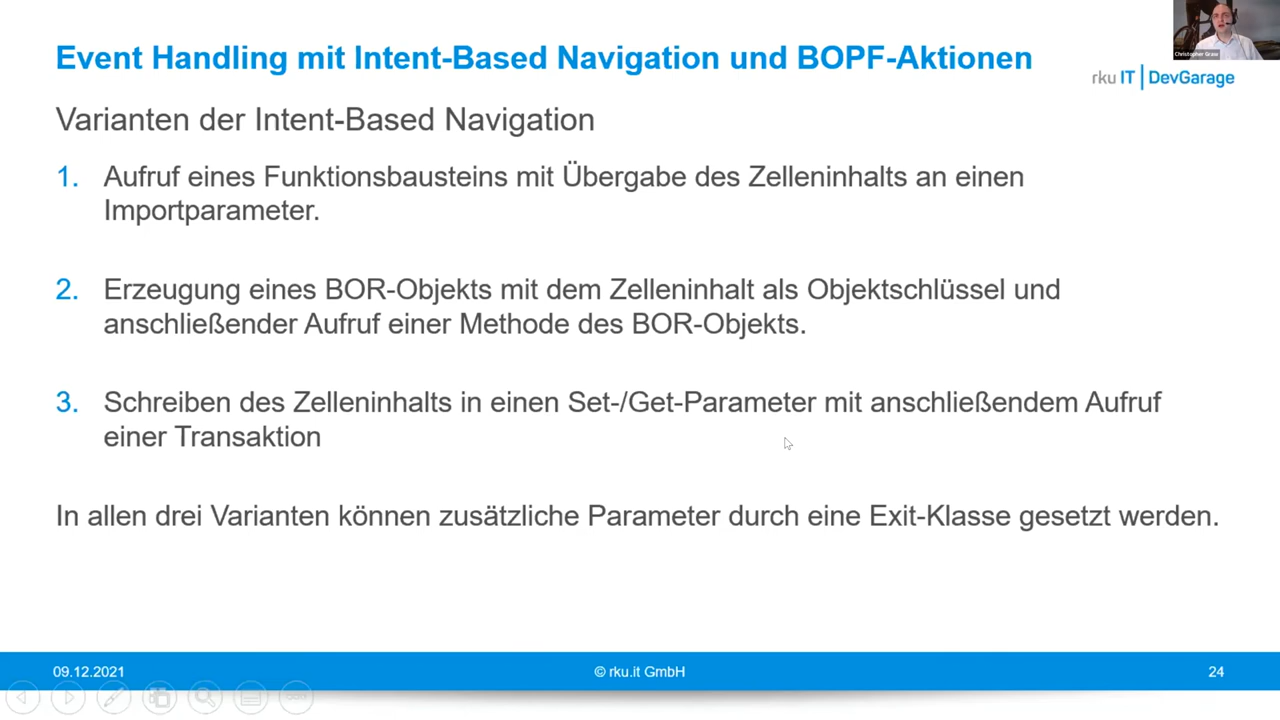 Event Handling mit Intent-Based Navigation und BOPF-Aktionen
Christopher Grass
rku IT | DevGarage
Varianten der Intent-Based Navigation
1. Aufruf eines Funktionsbausteins mit Übergabe des Zelleninhalts an einen
Importparameter.
2. Erzeugung eines BOR-Objekts mit dem Zelleninhalt als Objektschlüssel und
anschließender Aufruf einer Methode des BOR-Objekts.
3. Schreiben des Zelleninhalts in einen Set-/Get-Parameter mit anschließendem Aufruf
einer Transaktion
In allen drei Varianten können zusätzliche Parameter durch eine Exit-Klasse gesetzt werden.
09.12.2021
© rku.it GmbH
24